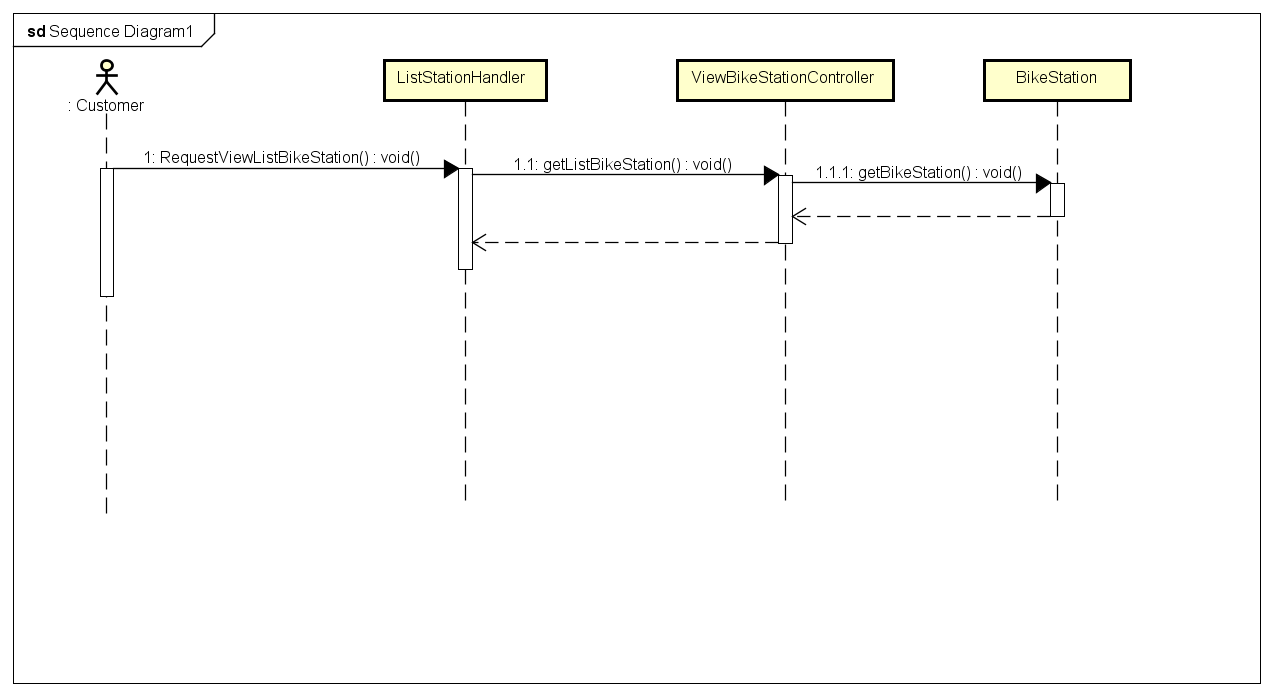 sd Sequence Diagram1
: Customer
ListStationHandler
ViewBikeStationController
BikeStation
1: RequestViewListBikeStation() : void()
1.1: getListBikeStation() : void()
1.1.1: getBikeStation() : void()